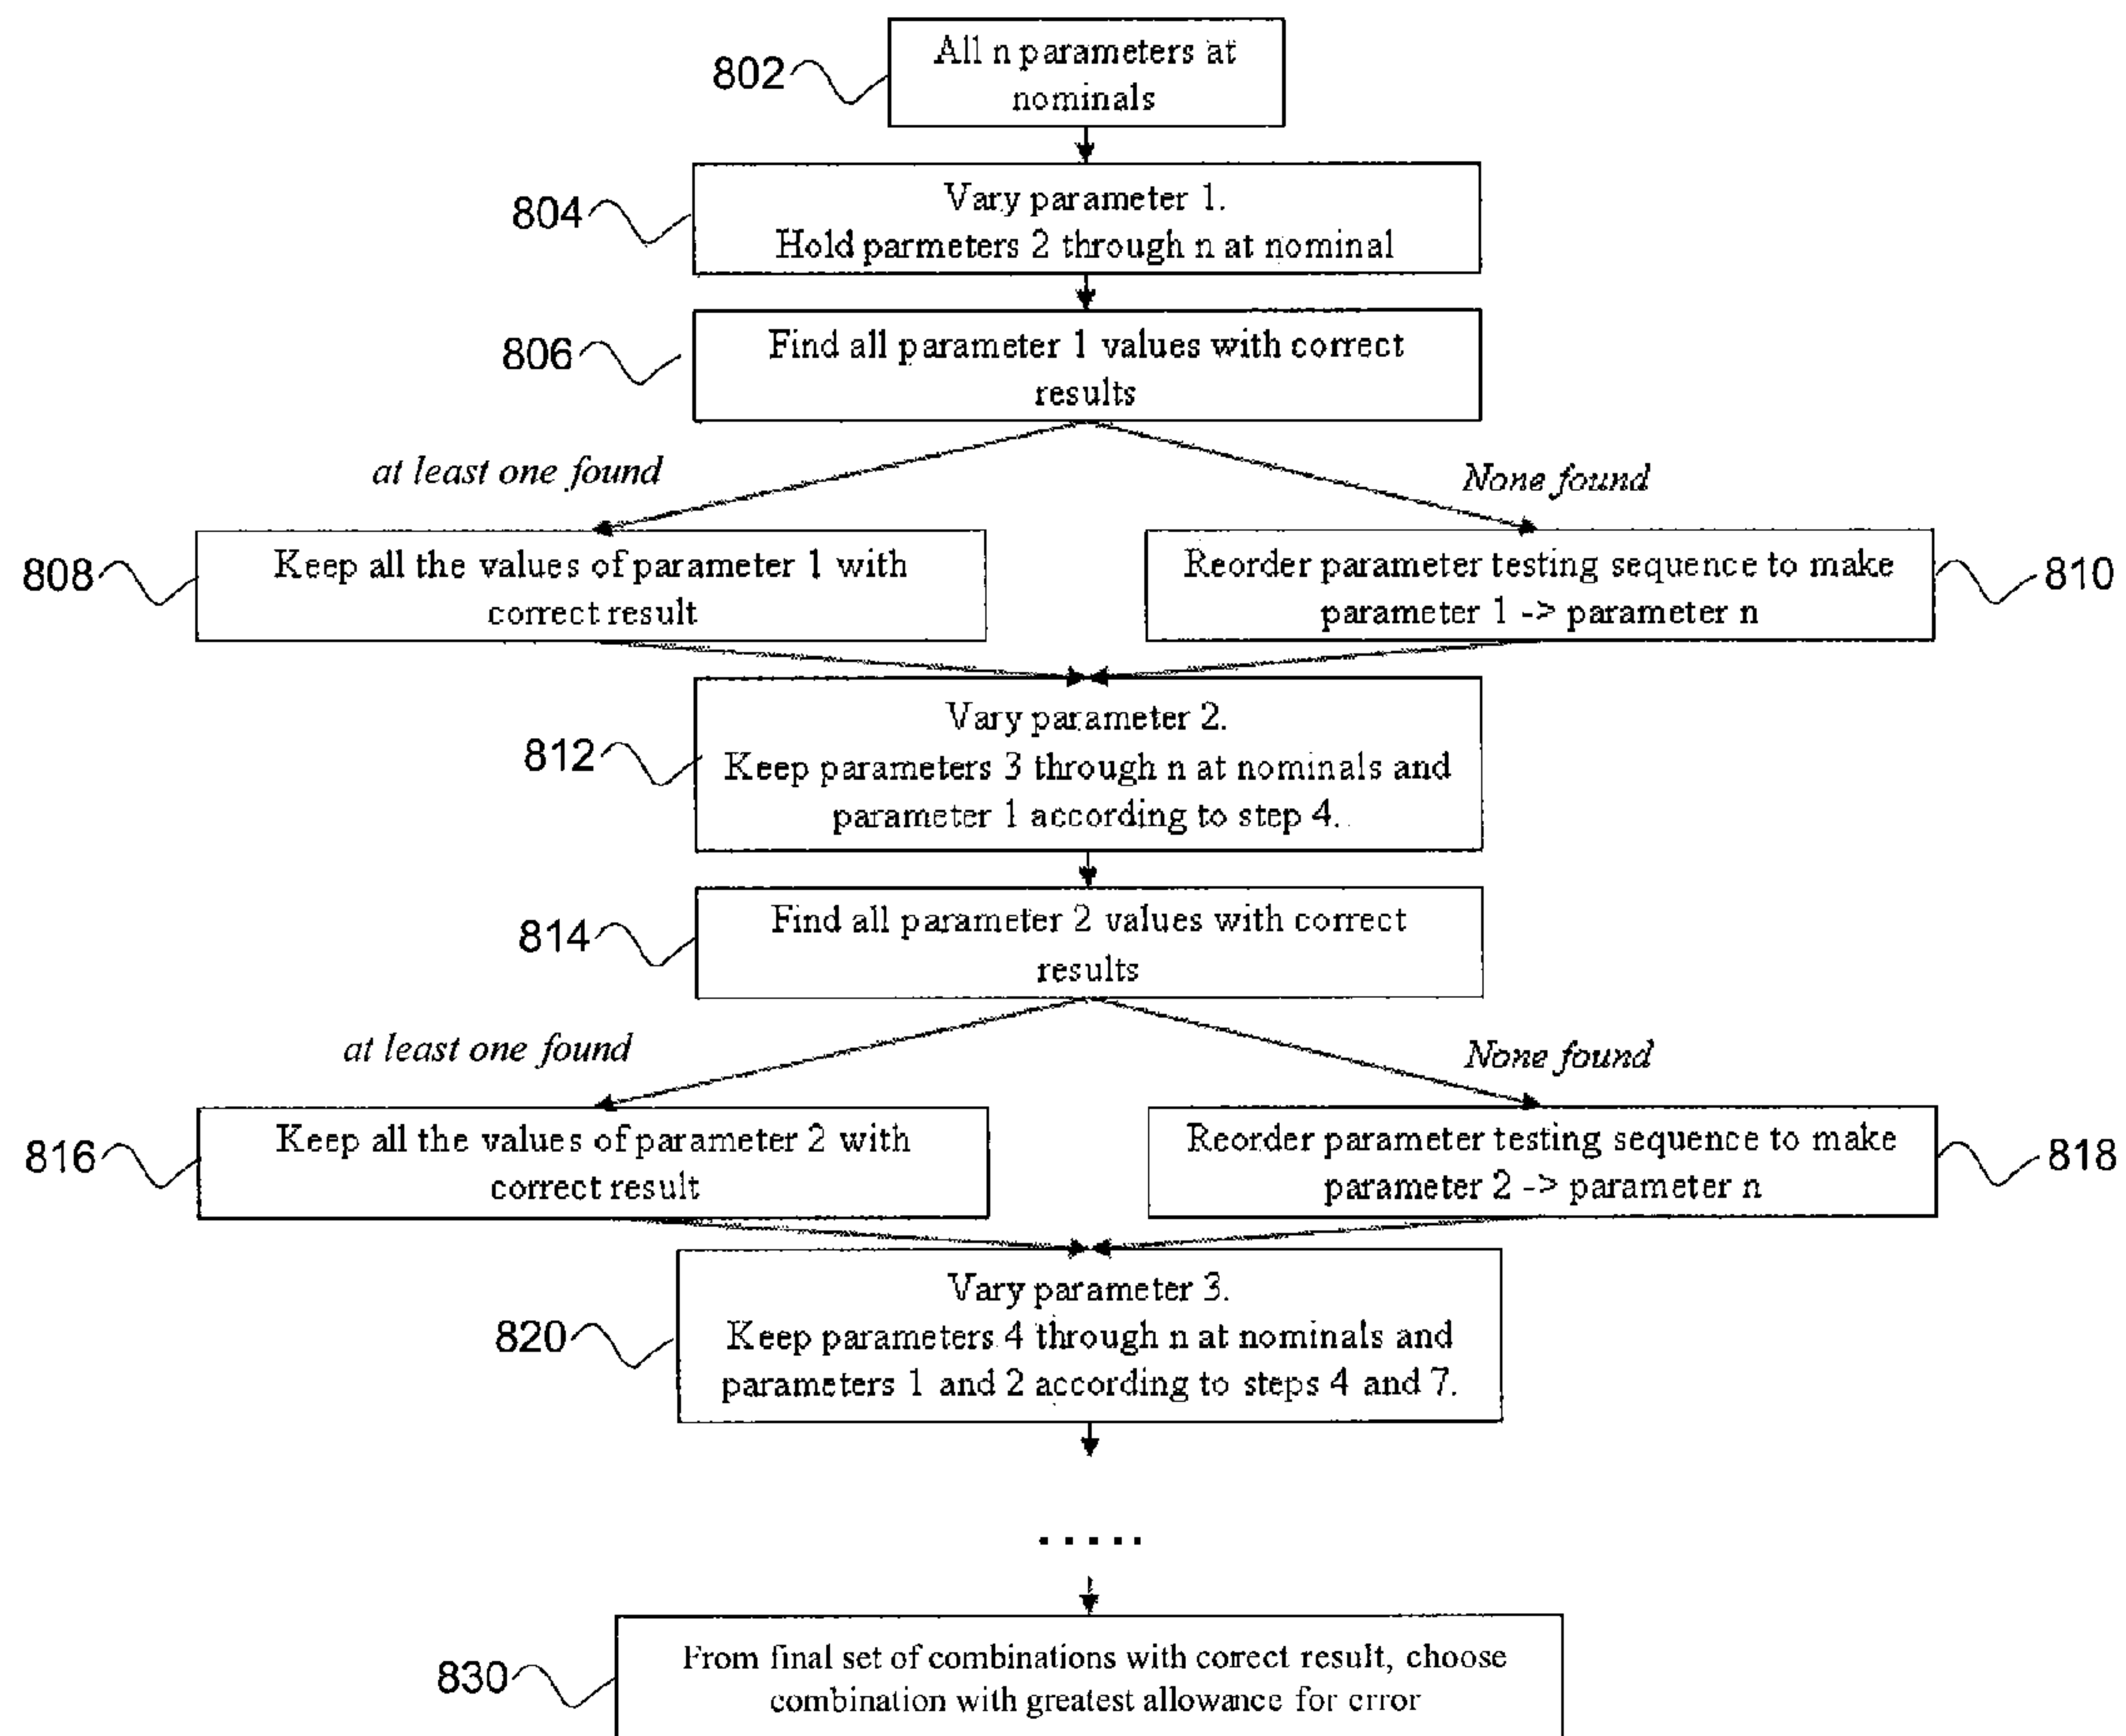 802
All n parameters at
nominals
804
Vary parameter 1.
Hold parmeters 2 through n at nominal
806
Find all parameter 1 values with correct
results
at least one found
None found
808
Keep all the values of parameter 1 with
correct result
Reorder parameter testing sequence to make
parameter 1 -> parameter n
810
812
Vary parameter 2.
Keep parameters 3 through n at nominals and
parameter 1 according to step 4.
814
Find all parameter 2 values with correct
results
at least one found
None found
816
Keep all the values of parameter 2 with
correct result
Reorder parameter testing sequence to make
parameter 2 -> parameter n
818
820
Vary parameter 3.
Keep parameters 4 through n at nominals and
parameters 1 and 2 according to steps 4 and 7.
.....
830
From final set of combinations with correct result, choose
combination with greatest allowance for error